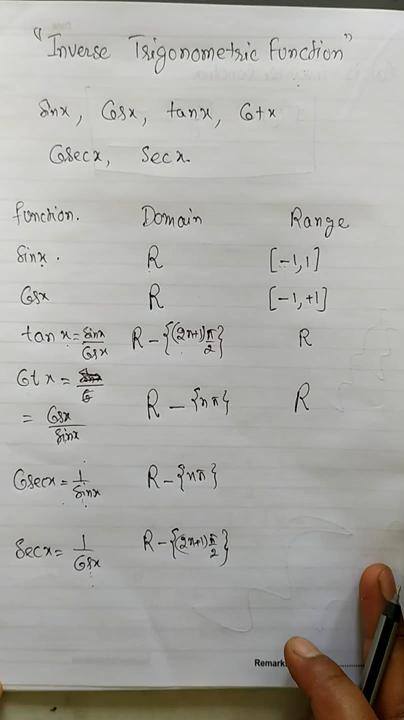 "Inverse Trigonometric function"
sinx, Cosx, tanx, Cotx
Cosecx, Secx.
function. Domain Range
sinx. R [-1,1]
Cosx R [-1,+1]
tanx = sinx/Cosx R - {(2n+1)π/2} R
Cotx =
= Cosx/sinx R - {nπ} R
Cosecx = 1/sinx R - {nπ}
Secx = 1/Cosx R - {(2n+1)π/2}
Remark